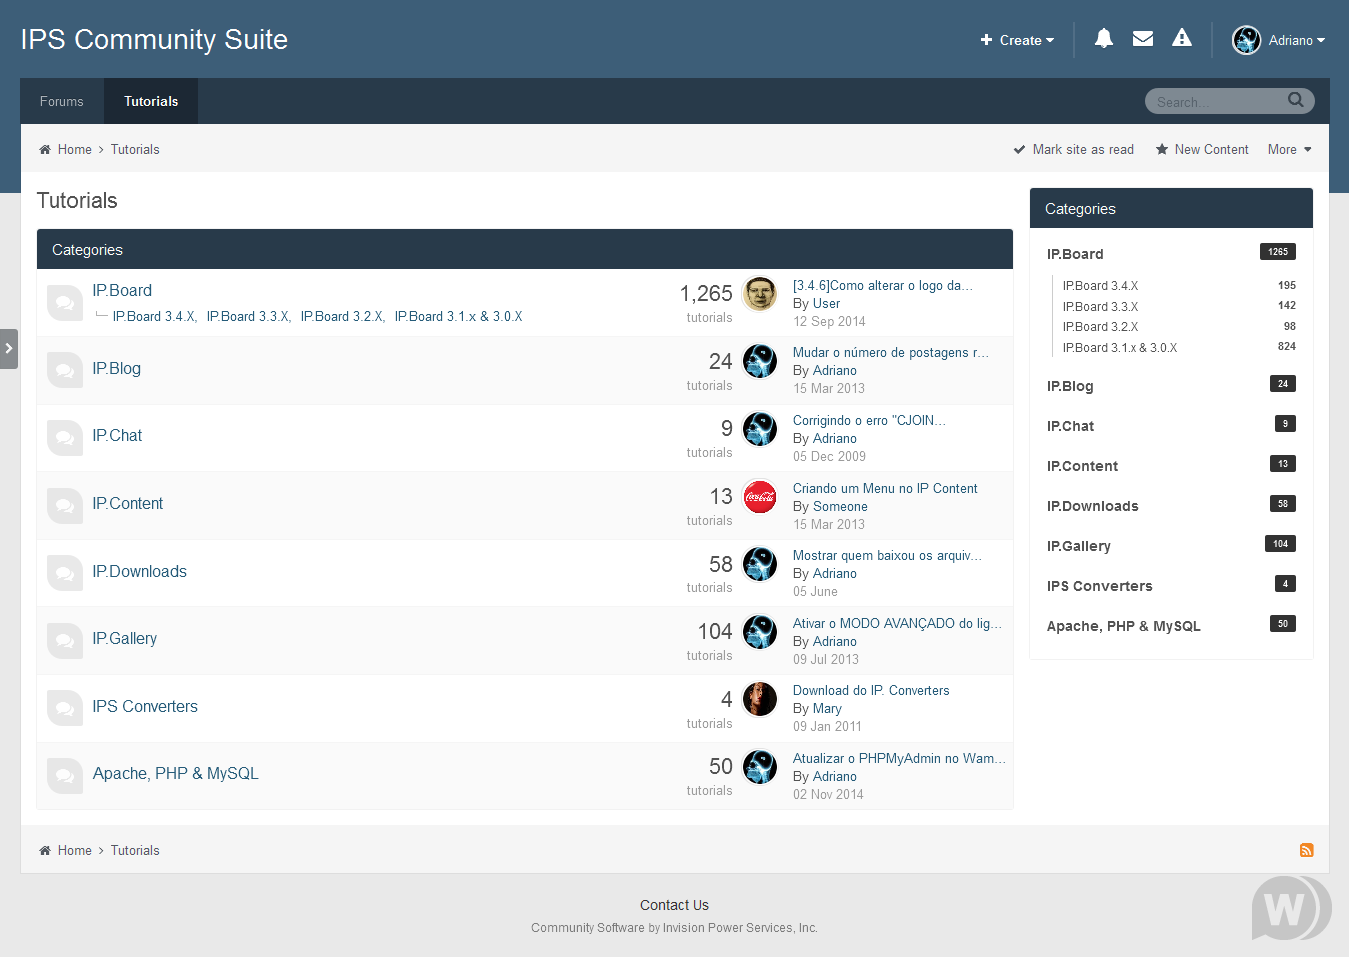 IPS Community Suite
Create
Adriano
Forums
Tutorials
Search...
Home
Tutorials
Mark site as read
New Content
More
Tutorials
Categories
IP.Board
IP.Board 3.4.X, IP.Board 3.3.X, IP.Board 3.2.X, IP.Board 3.1.x & 3.0.X
1,265
tutorials
[3.4.6]Como alterar o logo da...
By User
12 Sep 2014
IP.Blog
24
tutorials
Mudar o número de postagens r...
By Adriano
15 Mar 2013
IP.Chat
9
tutorials
Corrigindo o erro "CJOIN...
By Adriano
05 Dec 2009
IP.Content
13
tutorials
Coca-Cola
Criando um Menu no IP Content
By Someone
15 Mar 2013
IP.Downloads
58
tutorials
Mostrar quem baixou os arquiv...
By Adriano
05 June
IP.Gallery
104
tutorials
Ativar o MODO AVANÇADO do lig...
By Adriano
09 Jul 2013
IPS Converters
4
tutorials
Download do IP. Converters
By Mary
09 Jan 2011
Apache, PHP & MySQL
50
tutorials
Atualizar o PHPMyAdmin no Wam...
By Adriano
02 Nov 2014
Categories
IP.Board 1265
IP.Board 3.4.X 195
IP.Board 3.3.X 142
IP.Board 3.2.X 98
IP.Board 3.1.x & 3.0.X 824
IP.Blog 24
IP.Chat 9
IP.Content 13
IP.Downloads 58
IP.Gallery 104
IPS Converters 4
Apache, PHP & MySQL 50
Home
Tutorials
Contact Us
Community Software by Invision Power Services, Inc.
W